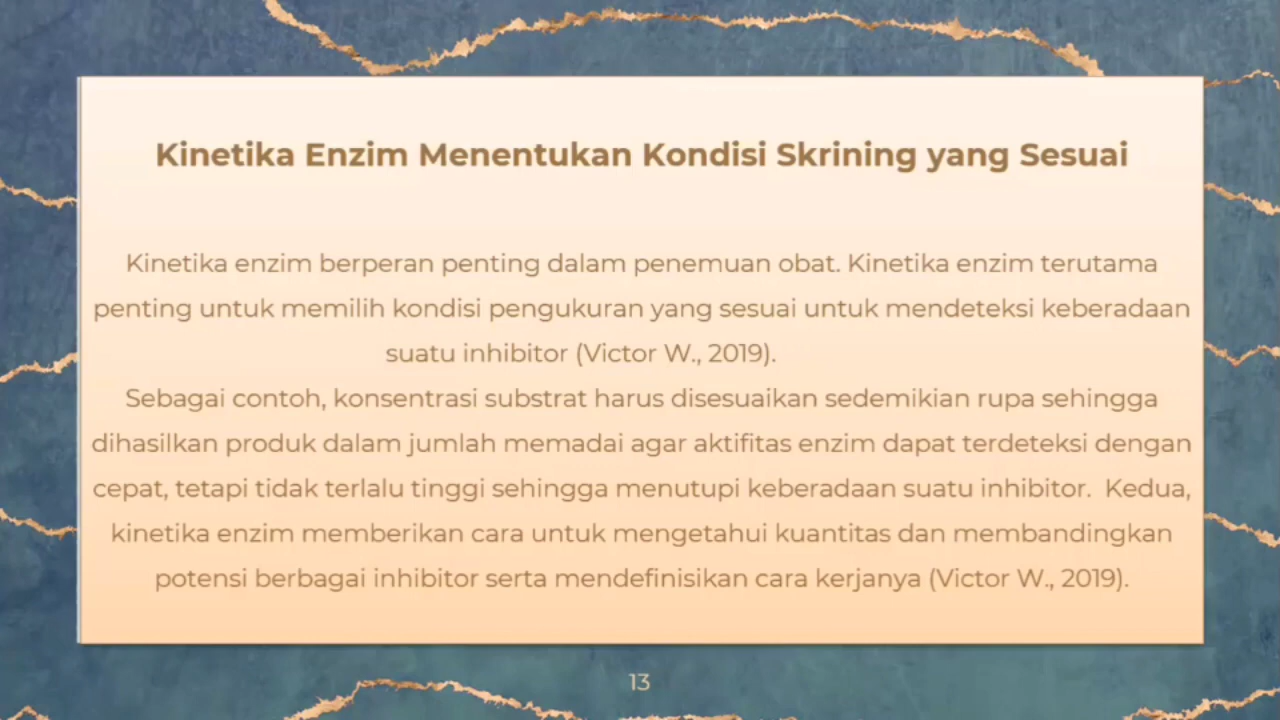 Kinetika Enzim Menentukan Kondisi Skrining yang Sesuai
Kinetika enzim berperan penting dalam penemuan obat. Kinetika enzim terutama
penting untuk memilih kondisi pengukuran yang sesuai untuk mendeteksi keberadaan
suatu inhibitor (Victor W., 2019).
Sebagai contoh, konsentrasi substrat harus disesuaikan sedemikian rupa sehingga
dihasilkan produk dalam jumlah memadai agar aktifitas enzim dapat terdeteksi dengan
cepat, tetapi tidak terlalu tinggi sehingga menutupi keberadaan suatu inhibitor. Kedua,
kinetika enzim memberikan cara untuk mengetahui kuantitas dan membandingkan
potensi berbagai inhibitor serta mendefinisikan cara kerjanya (Victor W., 2019).
13